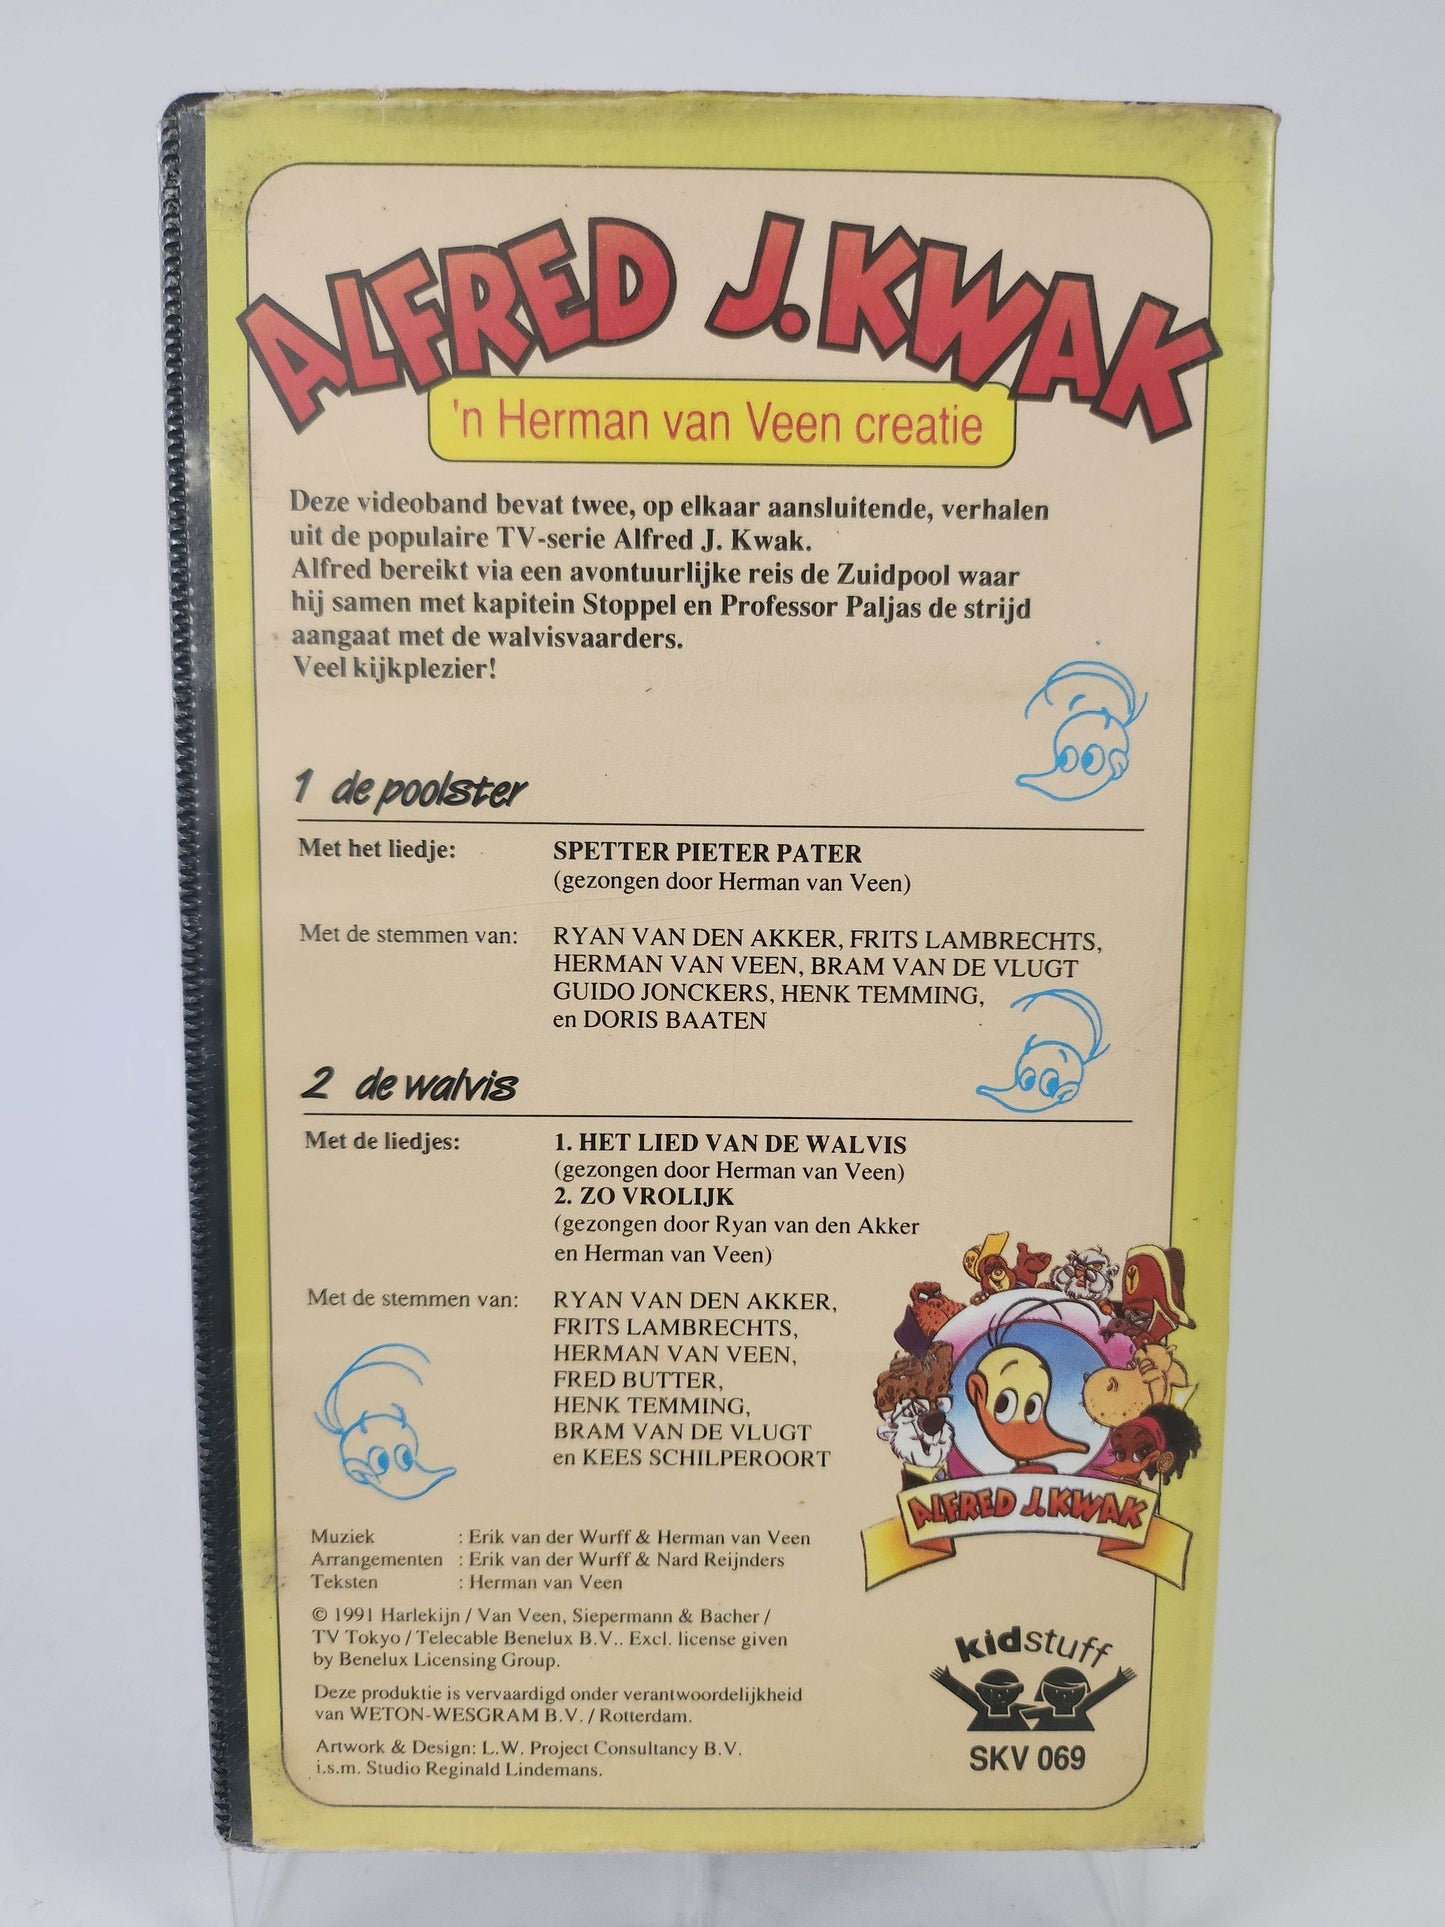 ALFRED J. KWAK
'n Herman van Veen creatie
Deze videoband bevat twee, op elkaar aansluitende, verhalen
uit de populaire TV-serie Alfred J. Kwak.
Alfred bereikt via een avontuurlijke reis de Zuidpool waar
hij samen met kapitein Stoppel en Professor Paljas de strijd
aangaat met de walvisvaarders.
Veel kijkplezier!
1 de poolster
Met het liedje: SPETTER PIETER PATER
(gezongen door Herman van Veen)
Met de stemmen van: RYAN VAN DEN AKKER, FRITS LAMBRECHTS,
HERMAN VAN VEEN, BRAM VAN DE VLUGT
GUIDO JONCKERS, HENK TEMMING,
en DORIS BAATEN
2 de walvis
Met de liedjes: 1. HET LIED VAN DE WALVIS
(gezongen door Herman van Veen)
2. ZO VROLIJK
(gezongen door Ryan van den Akker
en Herman van Veen)
Met de stemmen van: RYAN VAN DEN AKKER,
FRITS LAMBRECHTS,
HERMAN VAN VEEN,
FRED BUTTER,
HENK TEMMING,
BRAM VAN DE VLUGT
en KEES SCHILPEROORT
ALFRED J. KWAK
Muziek : Erik van der Wurff & Herman van Veen
Arrangementen : Erik van der Wurff & Nard Reijnders
Teksten : Herman van Veen
© 1991 Harlekijn / Van Veen, Siepermann & Bacher /
TV Tokyo / Telecable Benelux B.V.. Excl. license given
by Benelux Licensing Group.
Deze produktie is vervaardigd onder verantwoordelijkheid
van WETON-WESGRAM B.V. / Rotterdam.
Artwork & Design: L.W. Project Consultancy B.V.
i.s.m. Studio Reginald Lindemans.
kidstuff
SKV 069